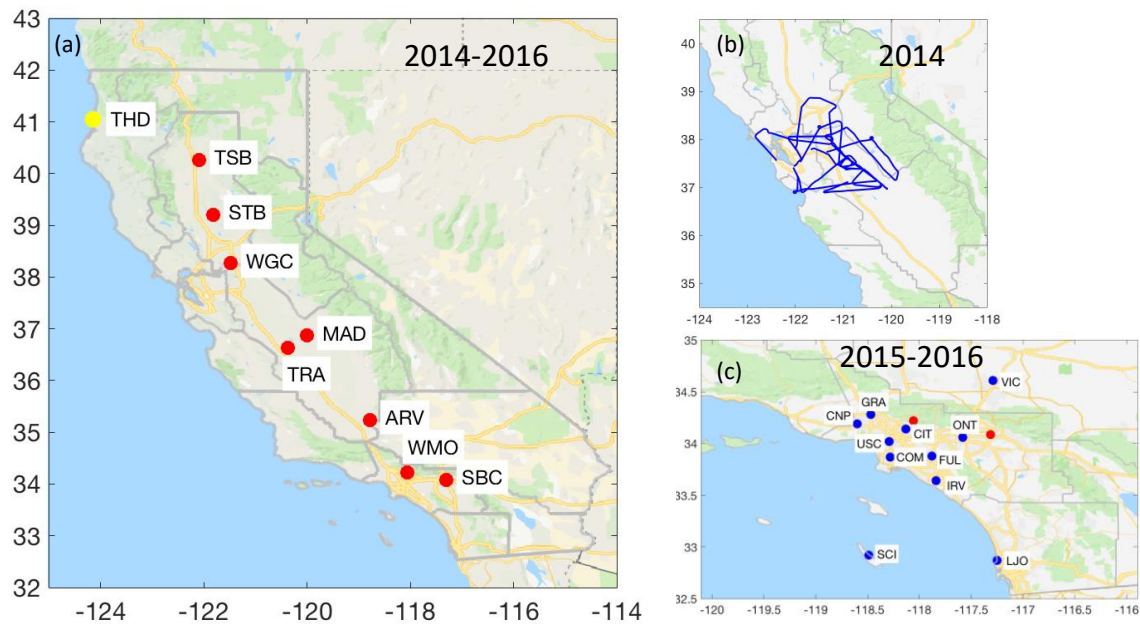 (a)
2014-2016
43
42
41
40
39
38
37
36
35
34
33
32
THD
TSB
STB
WGC
MAD
TRA
ARV
WMO
SBC
-124
-122
-120
-118
-116
-114
(b)
2014
40
39
38
37
36
35
-124
-123
-122
-121
-120
-119
-118
(c)
2015-2016
35
34.5
34
33.5
33
32.5
VIC
GRA
CNP
CIT
ONT
USC
COM
FUL
IRV
SCI
LJO
-120
-119.5
-119
-118.5
-118
-117.5
-117
-116.5
-116